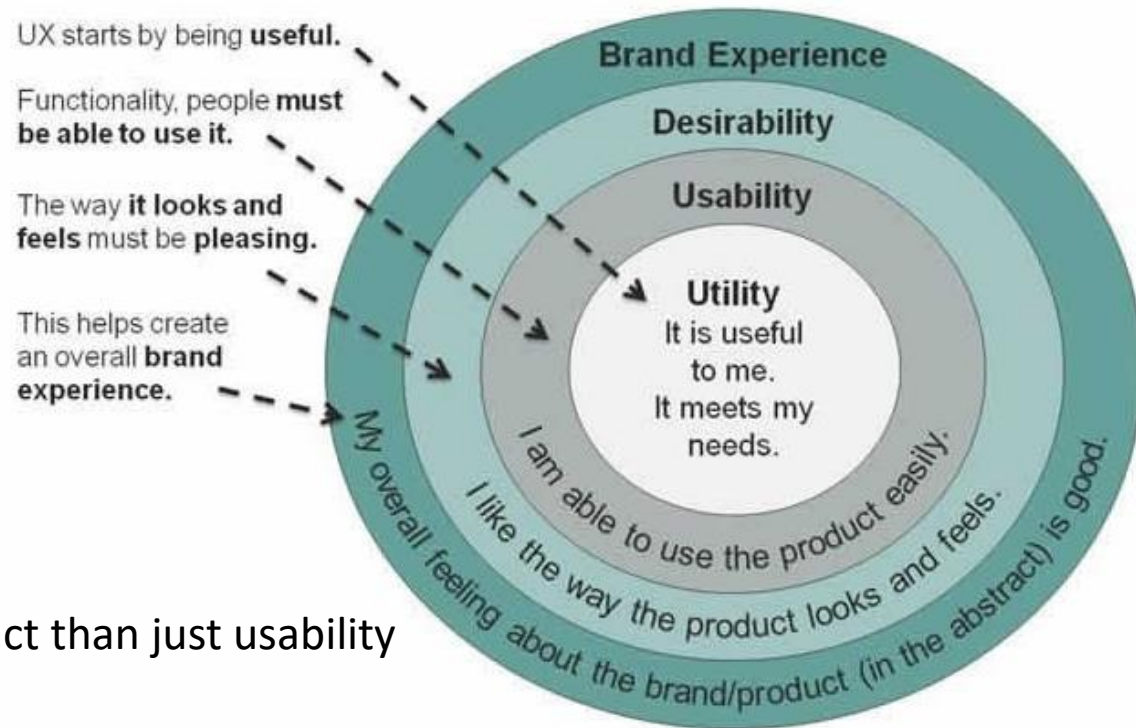 UX starts by being useful.
Functionality, people must
be able to use it.
The way it looks and
feels must be pleasing.
This helps create
an overall brand
experience.
Brand Experience
Desirability
Usability
Utility
It is useful
to me.
It meets my
needs.
I am able to use the product easily.
I like the way the product looks and feels.
My overall feeling about the brand/product (in the abstract) is good.
ct than just usability